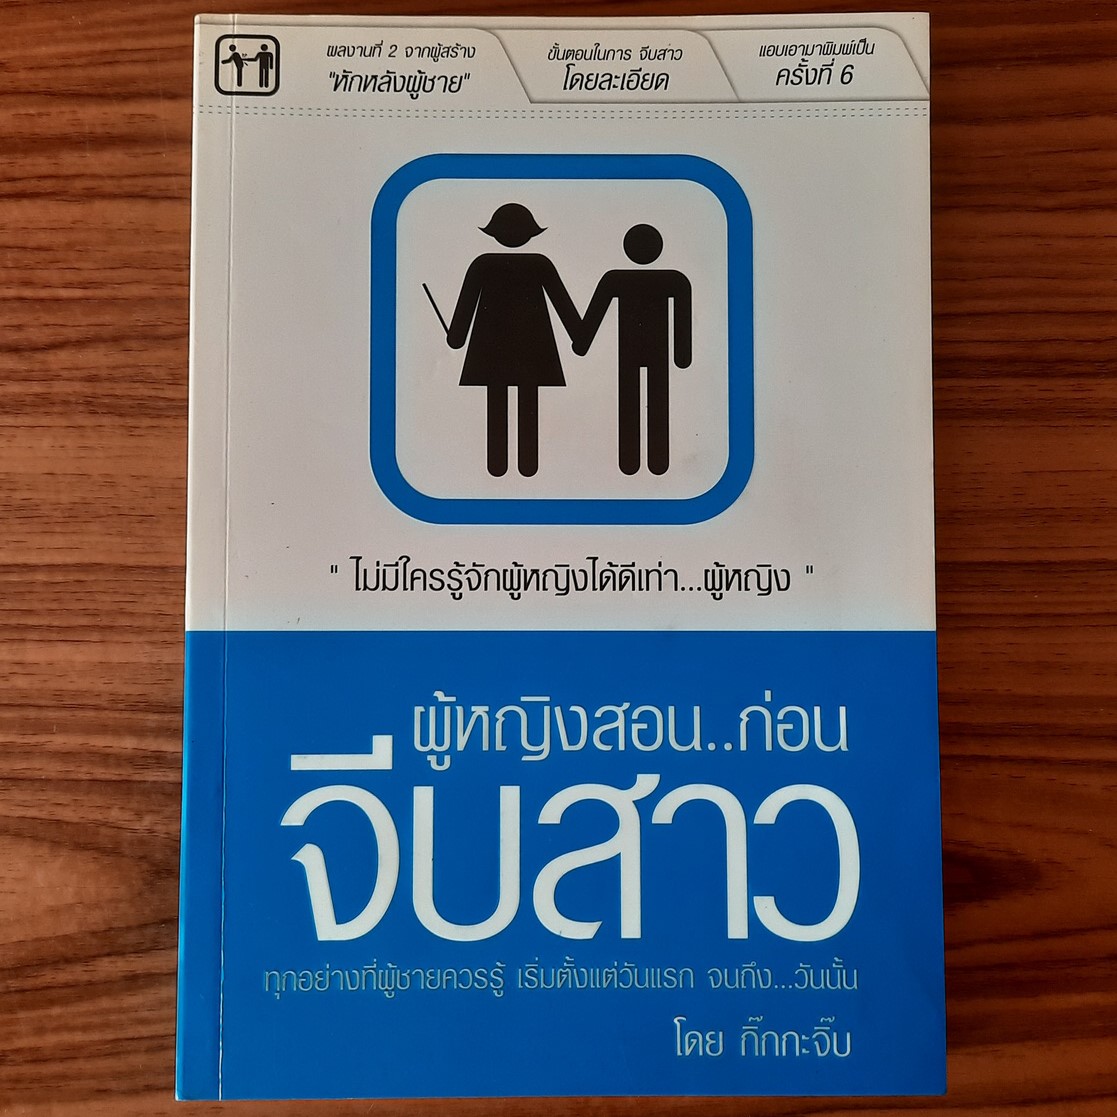 ผลงานที่ 2 จากผู้สร้าง
"หักหลังผู้ชาย"
ขั้นตอนในการ จีบสาว
โดยละเอียด
แอบเอามาพิมพ์เป็น
ครั้งที่ 6
" ไม่มีใครรู้จักผู้หญิงได้ดีเท่า...ผู้หญิง "
ผู้หญิงสอน..ก่อน
จีบสาว
ทุกอย่างที่ผู้ชายควรรู้ เริ่มตั้งแต่วันแรก จนถึง...วันนั้น
โดย กิ๊กกะจิ๊บ